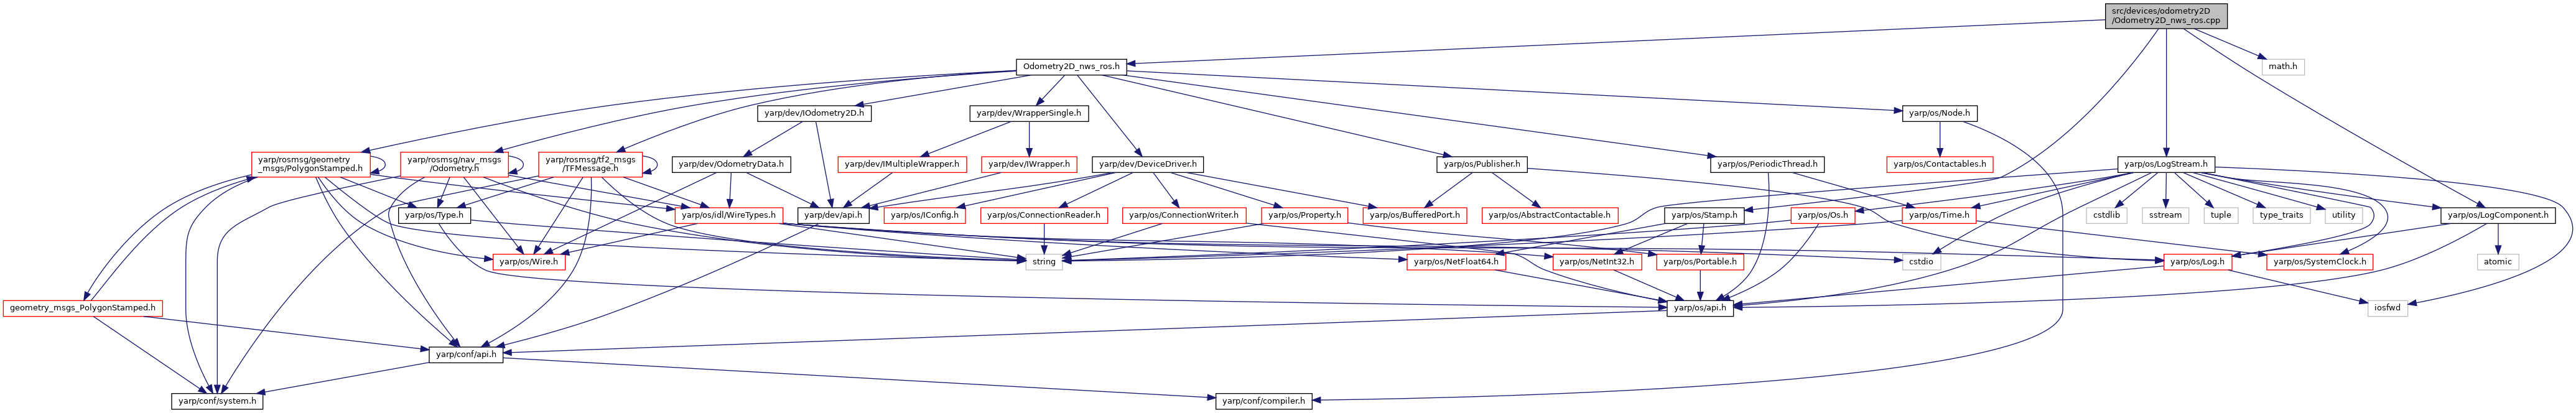 src/devices/odometry2D
/Odometry2D_nws_ros.cpp
Odometry2D_nws_ros.h
math.h
yarp/dev/IOdometry2D.h
yarp/dev/WrapperSingle.h
yarp/os/Node.h
yarp/rosmsg/geometry
_msgs/PolygonStamped.h
yarp/rosmsg/nav_msgs
/Odometry.h
yarp/rosmsg/tf2_msgs
/TFMessage.h
yarp/dev/OdometryData.h
yarp/dev/IMultipleWrapper.h
yarp/dev/IWrapper.h
yarp/dev/DeviceDriver.h
yarp/os/Publisher.h
yarp/os/PeriodicThread.h
yarp/os/Contactables.h
yarp/os/LogStream.h
yarp/os/Type.h
yarp/os/idl/WireTypes.h
yarp/dev/api.h
yarp/os/IConfig.h
yarp/os/ConnectionReader.h
yarp/os/ConnectionWriter.h
yarp/os/Property.h
yarp/os/BufferedPort.h
yarp/os/AbstractContactable.h
yarp/os/Stamp.h
yarp/os/Os.h
yarp/os/Time.h
cstdlib
sstream
tuple
type_traits
utility
yarp/os/LogComponent.h
yarp/os/Wire.h
string
yarp/os/NetFloat64.h
yarp/os/NetInt32.h
yarp/os/Portable.h
cstdio
yarp/os/Log.h
yarp/os/SystemClock.h
atomic
geometry_msgs_PolygonStamped.h
yarp/os/api.h
iosfwd
yarp/conf/api.h
yarp/conf/system.h
yarp/conf/compiler.h